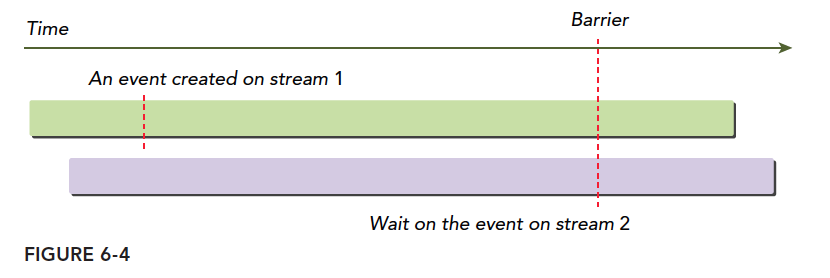 Time
Barrier
An event created on stream 1
Wait on the event on stream 2
FIGURE 6-4